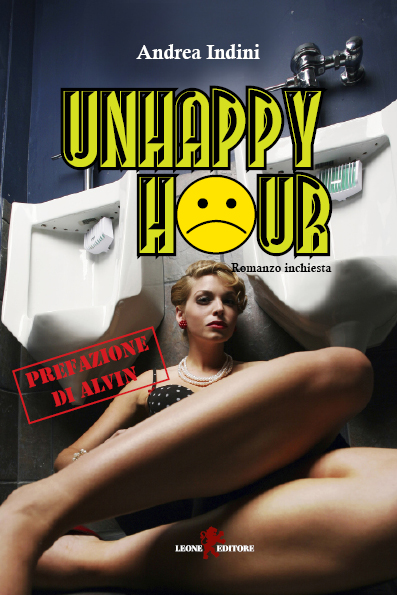 Andrea Indini
UNHAPPY
HOUR
Romanzo inchiesta
PREFAZIONE
DI ALVIN
LEONE EDITORE